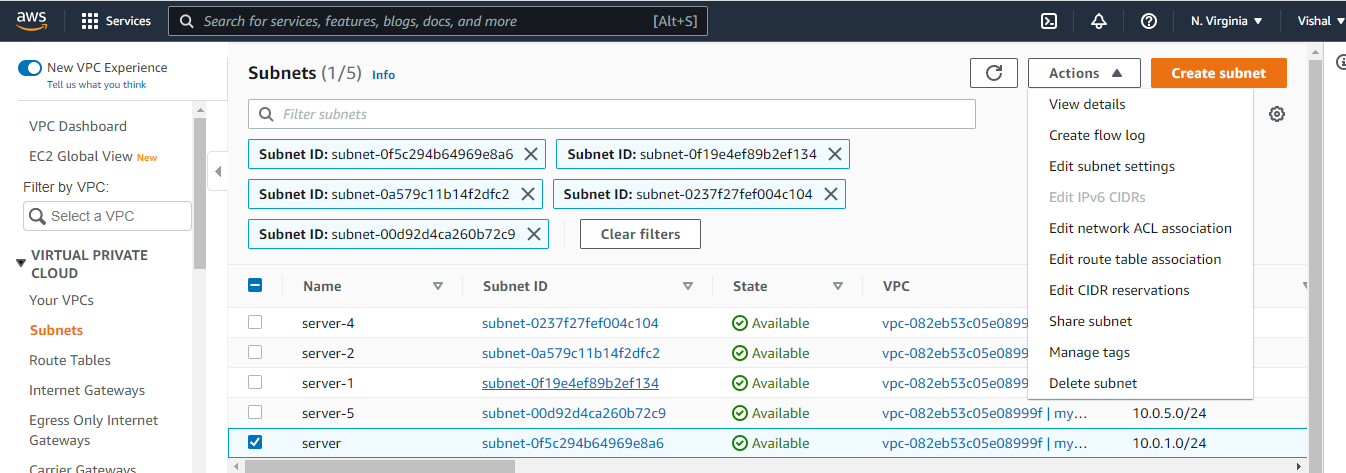 aws Services Search for services, features, blogs, docs, and more [Alt+S] N. Virginia Vishal
New VPC Experience
Tell us what you think
VPC Dashboard
EC2 Global View New
Filter by VPC:
Select a VPC
VIRTUAL PRIVATE
CLOUD
Your VPCs
Subnets
Route Tables
Internet Gateways
Egress Only Internet
Gateways
Carrier Gateways
Subnets (1/5) Info
Actions
Create subnet
Filter subnets
Subnet ID: subnet-0f5c294b64969e8a6
Subnet ID: subnet-0f19e4ef89b2ef134
Subnet ID: subnet-0a579c11b14f2dfc2
Subnet ID: subnet-0237f27fef004c104
Subnet ID: subnet-00d92d4ca260b72c9
Clear filters
View details
Create flow log
Edit subnet settings
Edit IPv6 CIDRs
Edit network ACL association
Edit route table association
Edit CIDR reservations
Share subnet
Manage tags
Delete subnet
Name Subnet ID State VPC
server-4 subnet-0237f27fef004c104 Available vpc-082eb53c05e0899
server-2 subnet-0a579c11b14f2dfc2 Available vpc-082eb53c05e0899
server-1 subnet-0f19e4ef89b2ef134 Available vpc-082eb53c05e0899
server-5 subnet-00d92d4ca260b72c9 Available vpc-082eb53c05e08999f | my... 10.0.5.0/24
server subnet-0f5c294b64969e8a6 Available vpc-082eb53c05e08999f | my... 10.0.1.0/24